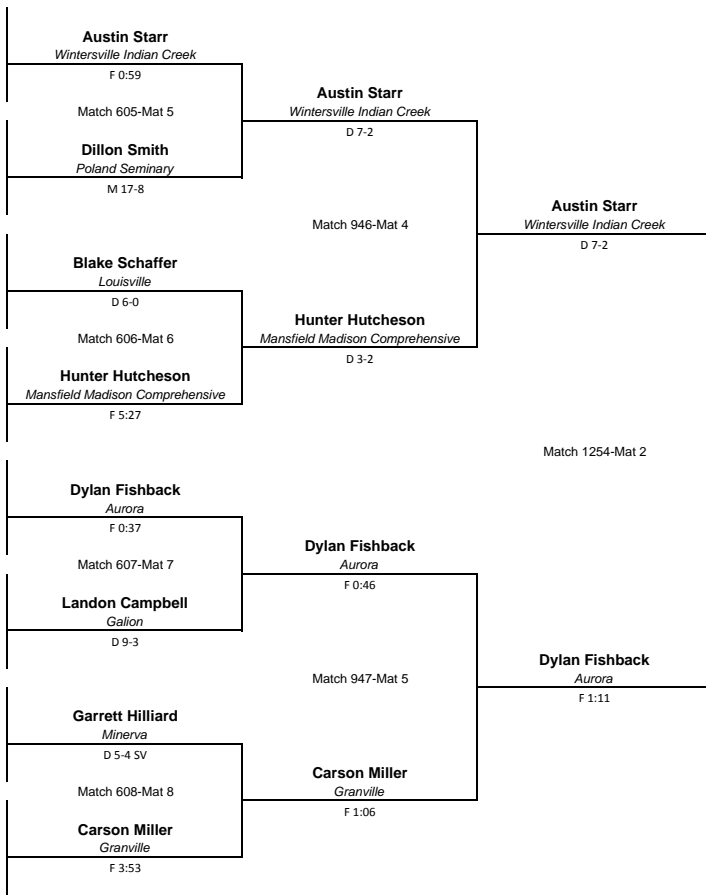 Austin Starr
Wintersville Indian Creek
F 0:59
Match 605-Mat 5
Dillon Smith
Poland Seminary
M 17-8
Blake Schaffer
Louisville
D 6-0
Match 606-Mat 6
Hunter Hutcheson
Mansfield Madison Comprehensive
F 5:27
Dylan Fishback
Aurora
F 0:37
Match 607-Mat 7
Landon Campbell
Galion
D 9-3
Garrett Hilliard
Minerva
D 5-4 SV
Match 608-Mat 8
Carson Miller
Granville
F 3:53
Austin Starr
Wintersville Indian Creek
D 7-2
Match 946-Mat 4
Hunter Hutcheson
Mansfield Madison Comprehensive
D 3-2
Dylan Fishback
Aurora
F 0:46
Match 947-Mat 5
Carson Miller
Granville
F 1:06
Austin Starr
Wintersville Indian Creek
D 7-2
Match 1254-Mat 2
Dylan Fishback
Aurora
F 1:11